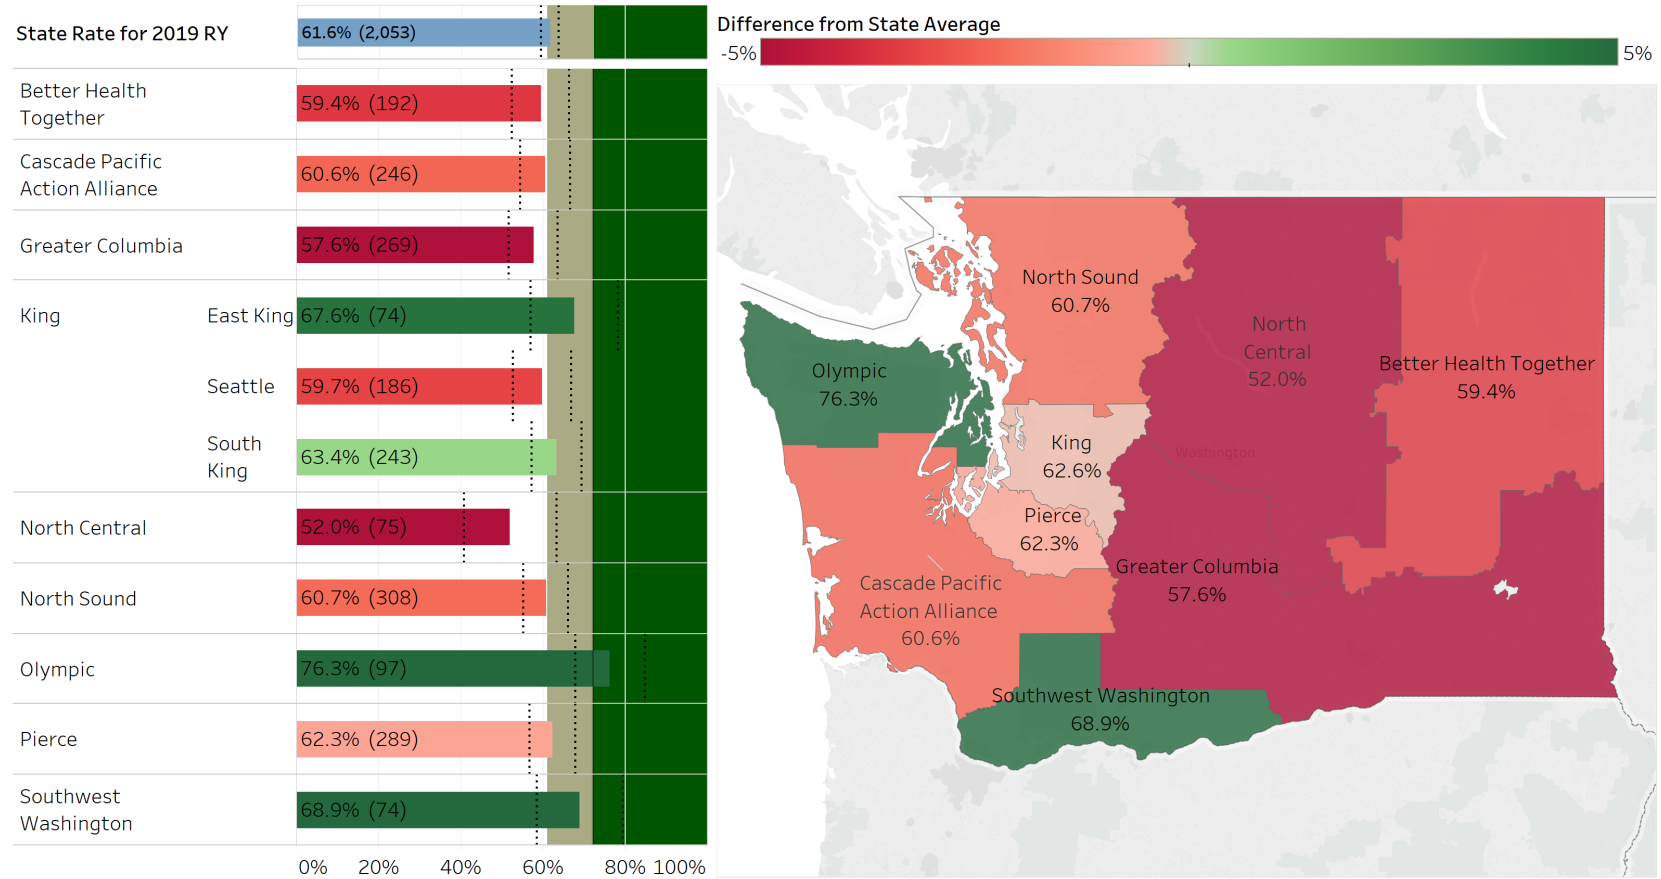 State Rate for 2019 RY
61.6% (2,053)
Better Health
Together
59.4% (192)
Cascade Pacific
Action Alliance
60.6% (246)
Greater Columbia
57.6% (269)
King
East King
67.6% (74)
Seattle
59.7% (186)
South
King
63.4% (243)
North Central
52.0% (75)
North Sound
60.7% (308)
Olympic
76.3% (97)
Pierce
62.3% (289)
Southwest
Washington
68.9% (74)
0% 20% 40% 60% 80% 100%
Difference from State Average
-5% 5%
North Sound
60.7%
North
Central
52.0%
Better Health Together
59.4%
Olympic
76.3%
King
62.6%
Washington
Pierce
62.3%
Greater Columbia
57.6%
Cascade Pacific
Action Alliance
60.6%
Southwest Washington
68.9%